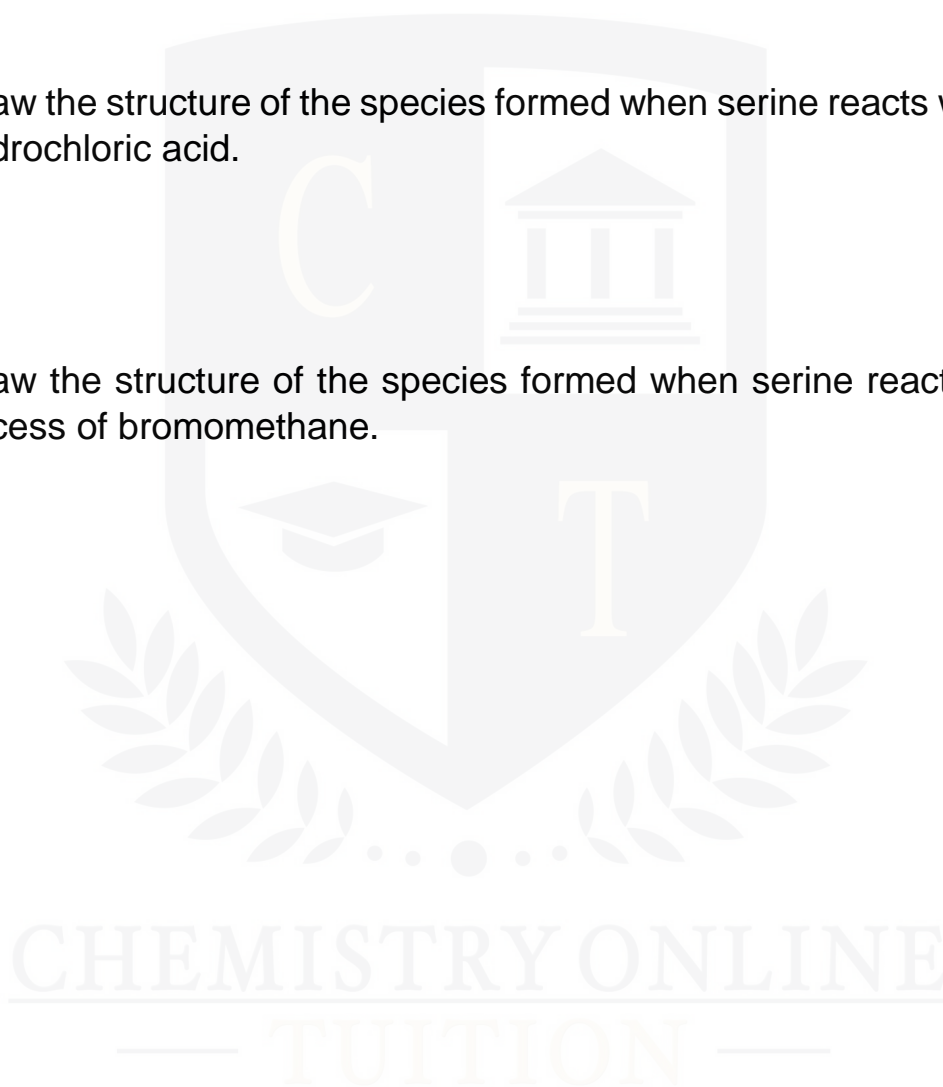 aw the structure of the species formed when serine reacts
drochloric acid.
C
T
aw the structure of the species formed when serine react
cess of bromomethane.
CHEMISTRY ONLINE
— TUITION —